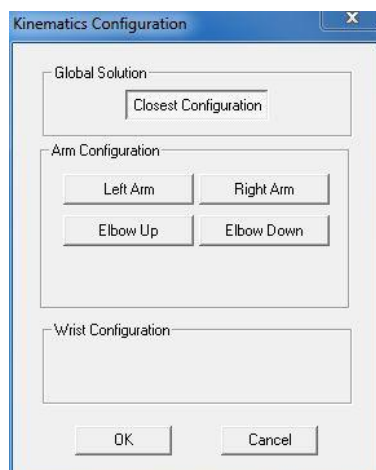 Kinematics Configuration
X
Global Solution
Closest Configuration
Arm Configuration
Left Arm Right Arm
Elbow Up Elbow Down
Wrist Configuration
OK Cancel